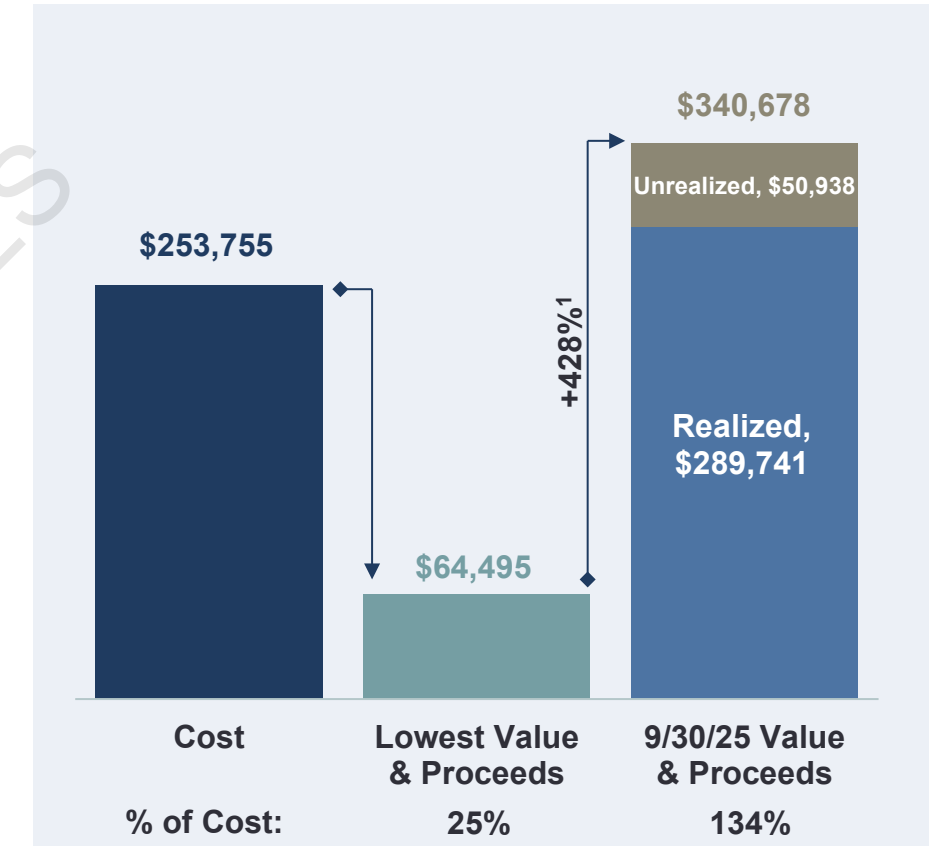 $340,678
Unrealized, $50,938
$253,755
+428%¹
Realized,
$289,741
$64,495
Cost
Lowest Value
& Proceeds
9/30/25 Value
& Proceeds
% of Cost:
25%
134%